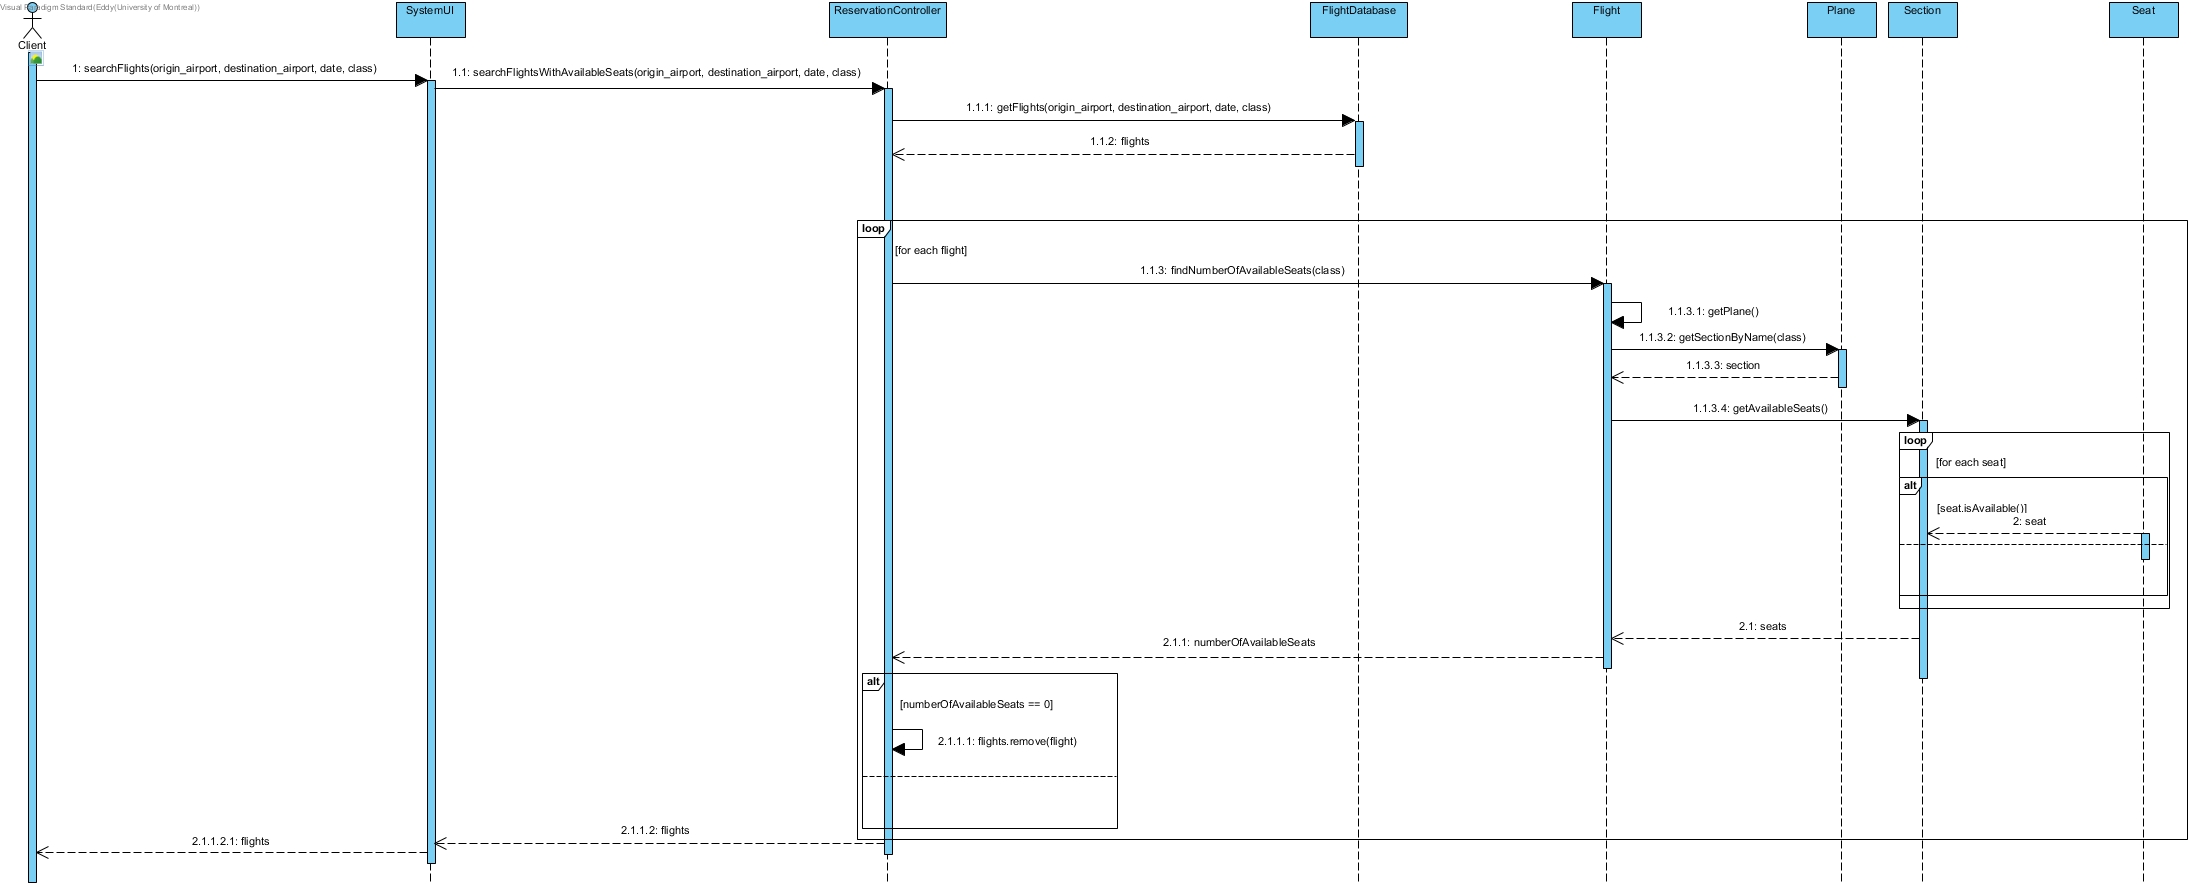 Visual Paradigm Standard(Eddy(University of Montreal))
Client
SystemUI
ReservationController
FlightDatabase
Flight
Plane
Section
Seat
1: searchFlights(origin_airport, destination_airport, date, class)
1.1: searchFlightsWithAvailableSeats(origin_airport, destination_airport, date, class)
1.1.1: getFlights(origin_airport, destination_airport, date, class)
1.1.2: flights
loop
[for each flight]
1.1.3: findNumberOfAvailableSeats(class)
1.1.3.1: getPlane()
1.1.3.2: getSectionByName(class)
1.1.3.3: section
1.1.3.4: getAvailableSeats()
loop
[for each seat]
alt
[seat.isAvailable()]
2: seat
2.1: seats
2.1.1: numberOfAvailableSeats
alt
[numberOfAvailableSeats == 0]
2.1.1.1: flights.remove(flight)
2.1.1.2: flights
2.1.1.2.1: flights